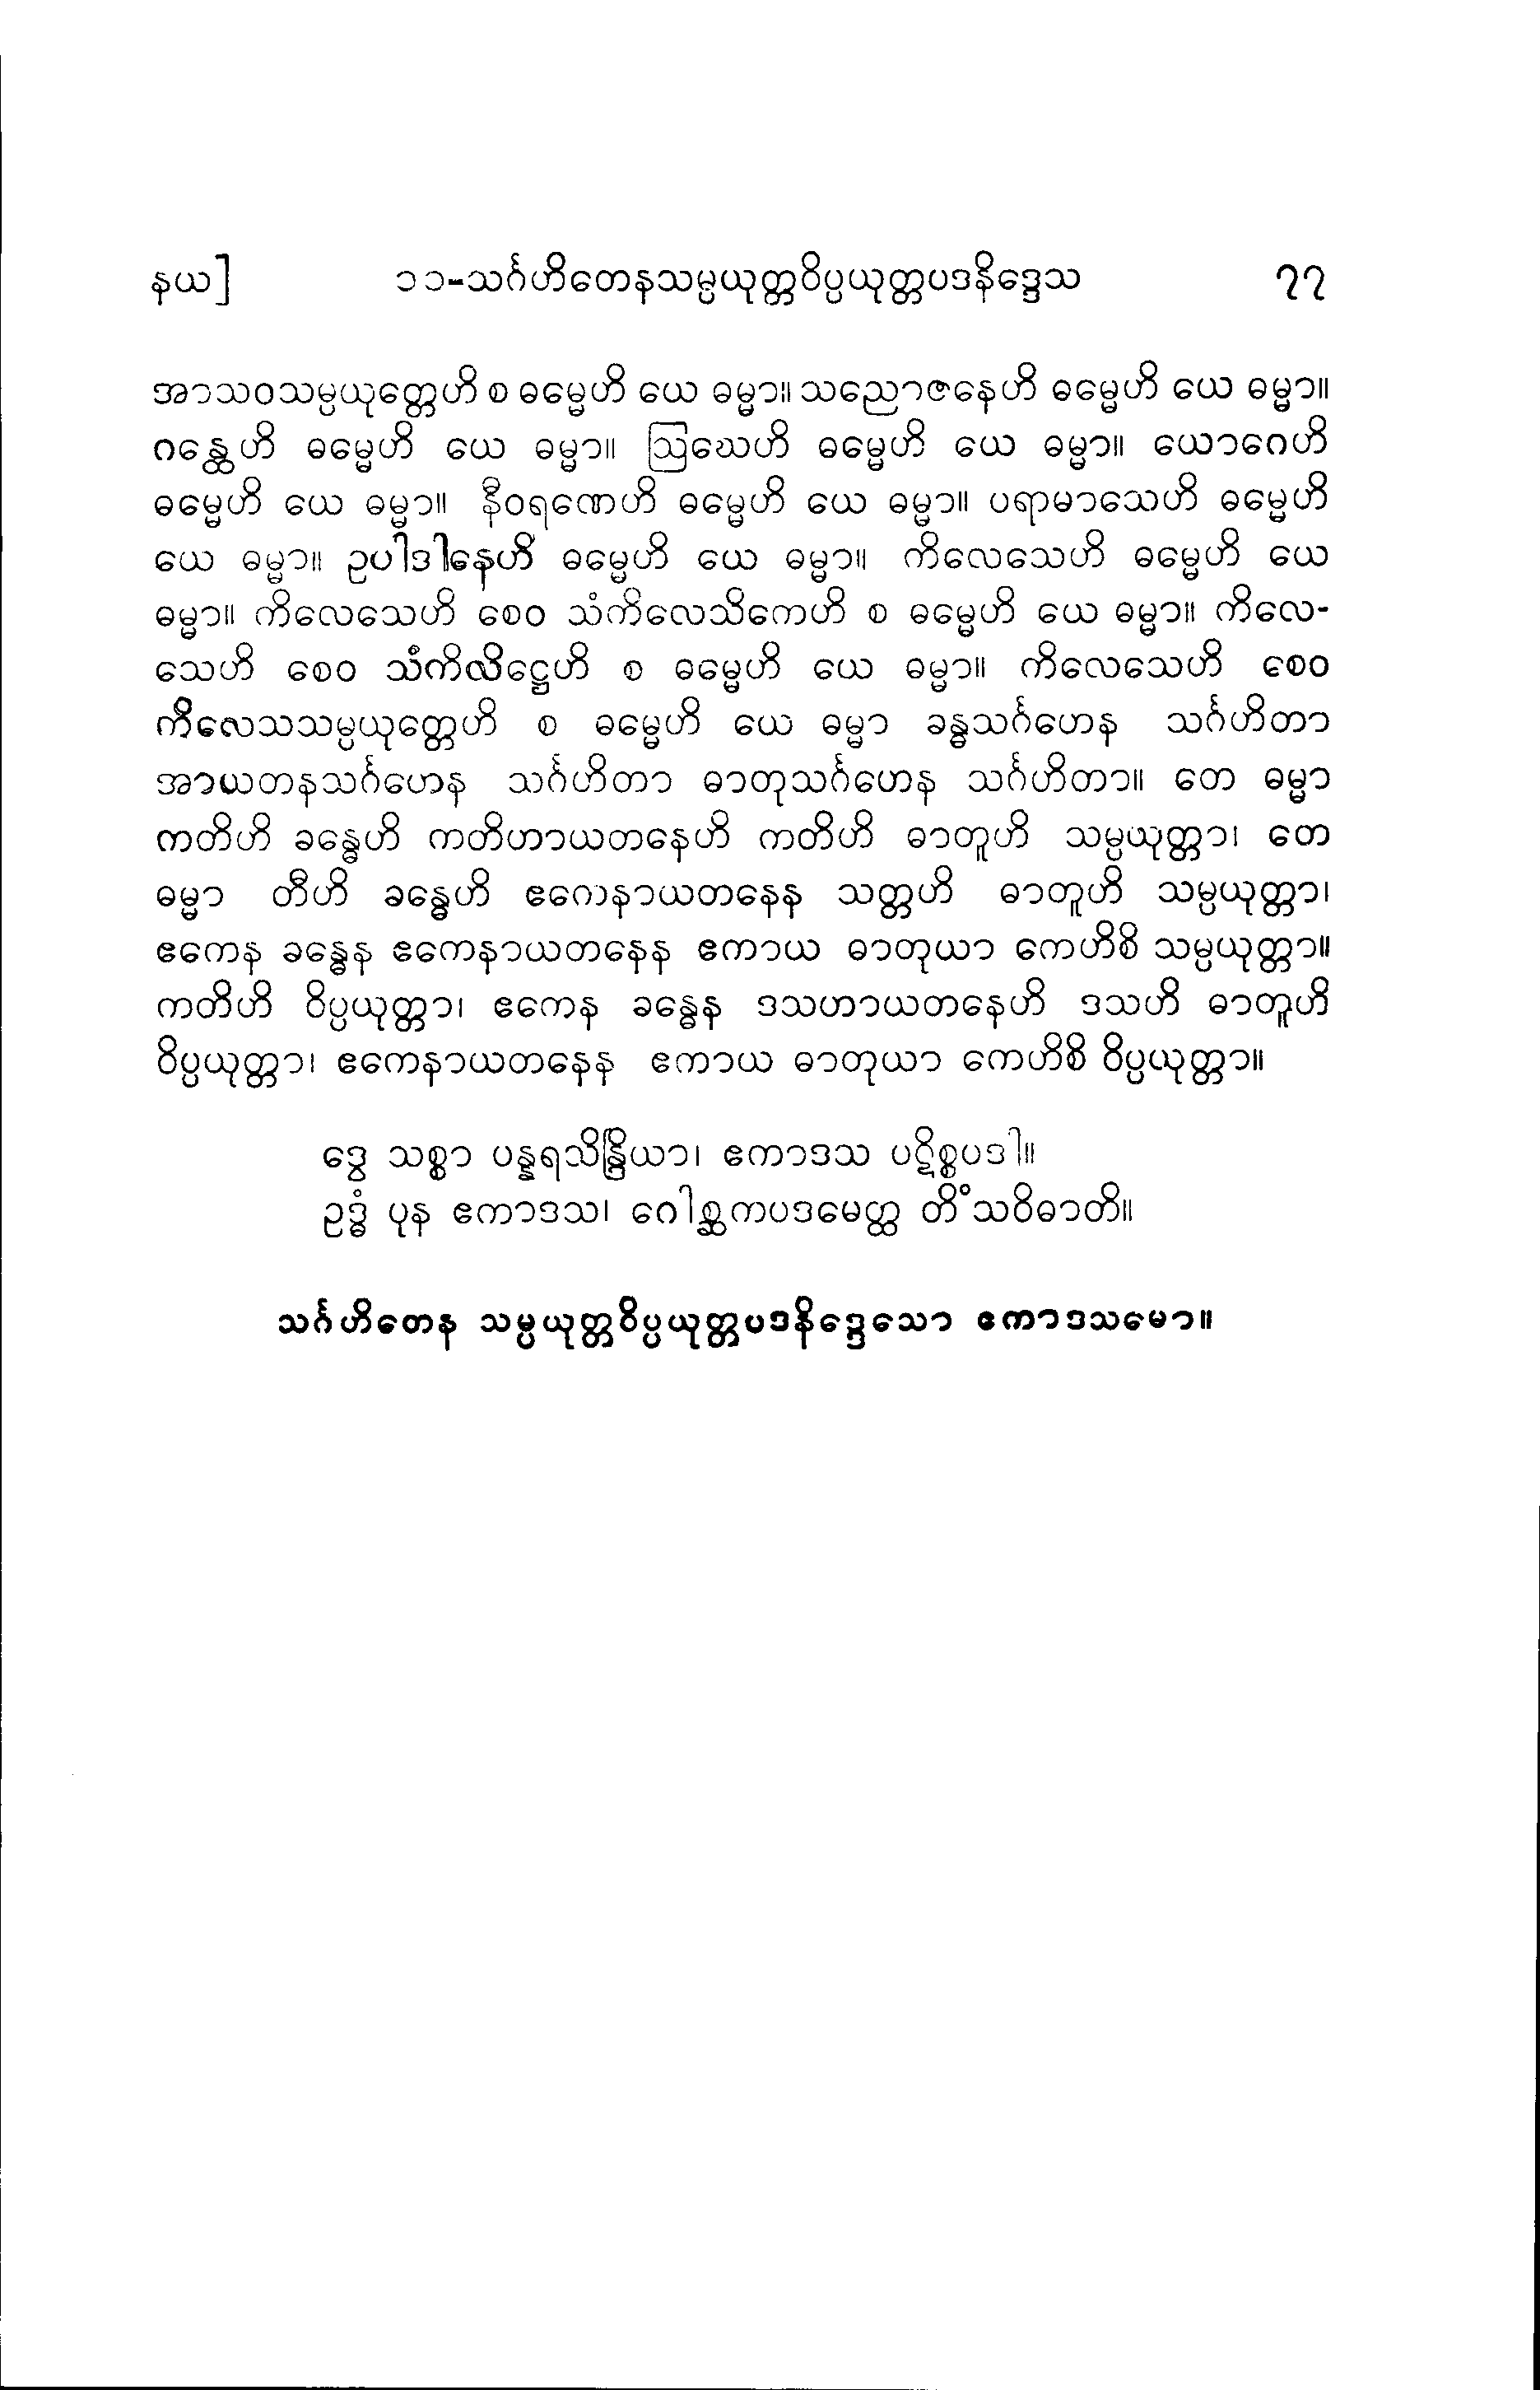 နယ]
၁၁-သင်္ဂဟိတေနသမ္ပယုတ္တဝိပ္ပယုတ္တပဒနိဒ္ဒေသ
၇၇
အာသဝသမ္ပယုတ္တေဟိ စ ဓမ္မေဟိ ယေ ဓမ္မာ။ သညောဇနေဟိ ဓမ္မေဟိ ယေ ဓမ္မာ။
ဂန္ထေဟိ ဓမ္မေဟိ ယေ ဓမ္မာ။ ဩဃေဟိ ဓမ္မေဟိ ယေ ဓမ္မာ။ ယောဂေဟိ
ဓမ္မေဟိ ယေ ဓမ္မာ။ နီဝရဏေဟိ ဓမ္မေဟိ ယေ ဓမ္မာ။ ပရာမာသေဟိ ဓမ္မေဟိ
ယေ ဓမ္မာ။ ဥပါဒါနေဟိ ဓမ္မေဟိ ယေ ဓမ္မာ။ ကိလေသေဟိ ဓမ္မေဟိ ယေ
ဓမ္မာ။ ကိလေသေဟိ စေဝ သံကိလေသိကေဟိ စ ဓမ္မေဟိ ယေ ဓမ္မာ။ ကိလေ-
သေဟိ စေဝ သံကိလိဋ္ဌေဟိ စ ဓမ္မေဟိ ယေ ဓမ္မာ။ ကိလေသေဟိ စေဝ
ကိလေသသမ္ပယုတ္တေဟိ စ ဓမ္မေဟိ ယေ ဓမ္မာ ခန္ဓသင်္ဂဟေန သင်္ဂဟိတာ
အာယတနသင်္ဂဟေန သင်္ဂဟိတာ ဓာတုသင်္ဂဟေန သင်္ဂဟိတာ။ တေ ဓမ္မာ
ကတိဟိ ခန္ဓေဟိ ကတိဟာယတနေဟိ ကတိဟိ ဓာတူဟိ သမ္ပယုတ္တာ၊ တေ
ဓမ္မာ တီဟိ ခန္ဓေဟိ ဧကေနာယတနေန သတ္တဟိ ဓာတူဟိ သမ္ပယုတ္တာ၊
ဧကေန ခန္ဓေန ဧကေနာယတနေန ဧကာယ ဓာတုယာ ကေဟိစိ သမ္ပယုတ္တာ။
ကတိဟိ ဝိပ္ပယုတ္တာ၊ ဧကေန ခန္ဓေန ဒသဟာယတနေဟိ ဒသဟိ ဓာတူဟိ
ဝိပ္ပယုတ္တာ၊ ဧကေနာယတနေန ဧကာယ ဓာတုယာ ကေဟိစိ ဝိပ္ပယုတ္တာ။
ဒွေ သစ္စာ ပန္နရသိန္ဒြိယာ၊ ဧကာဒသ ပဋိစ္စပဒါ။
ဥဒ္ဓံ ပုန ဧကာဒသ၊ ဂေါစ္ဆကပဒမေတ္ထ တိံသဝိဓာတိ။
သင်္ဂဟိတေန သမ္ပယုတ္တဝိပ္ပယုတ္တပဒနိဒ္ဒေသော ဧကာဒသမော။